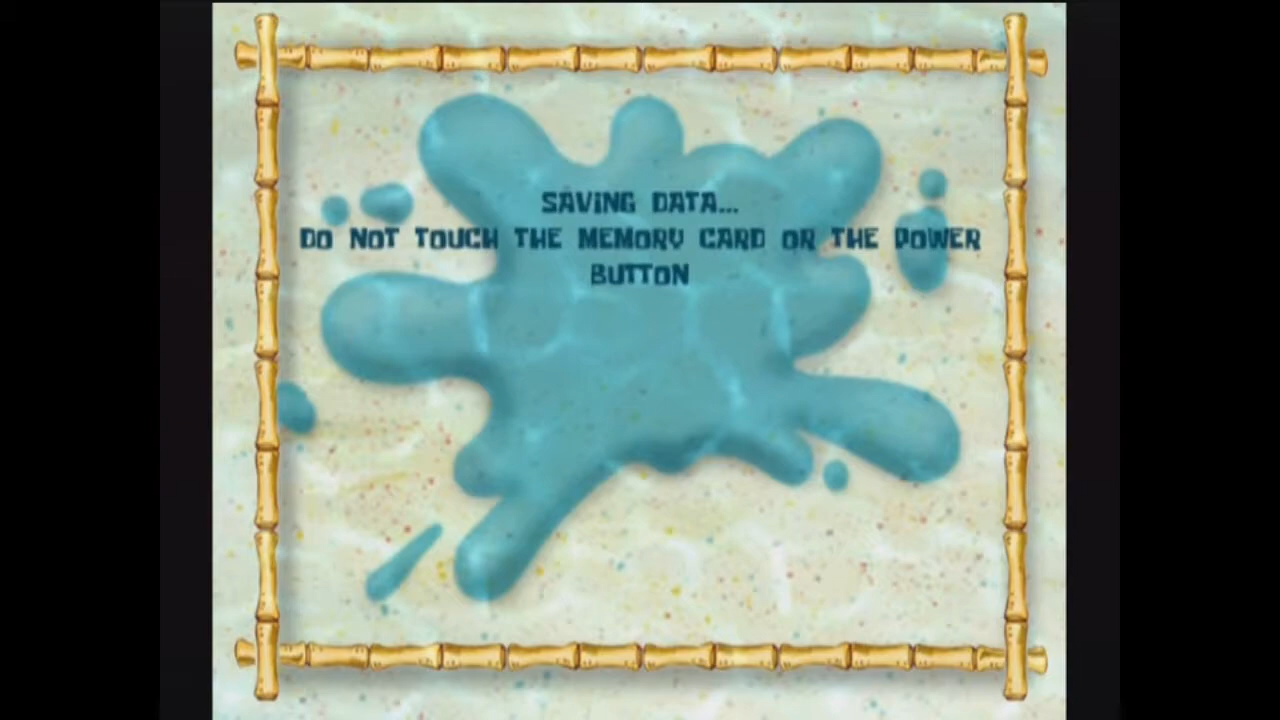 SAVING DATA...
DO NOT TOUCH THE MEMORY CARD OR THE POWER
BUTTON